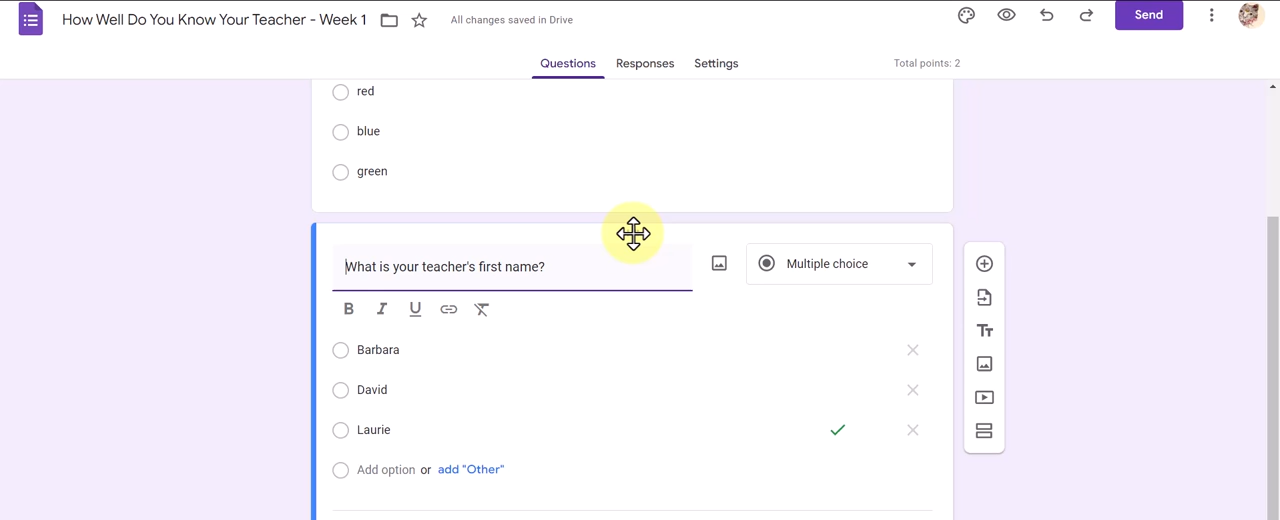 How Well Do You Know Your Teacher - Week 1
All changes saved in Drive
Send
Questions
Responses
Settings
Total points: 2
red
blue
green
What is your teacher's first name?
Multiple choice
B I U
Tt
Barbara
David
Laurie
Add option or add "Other"